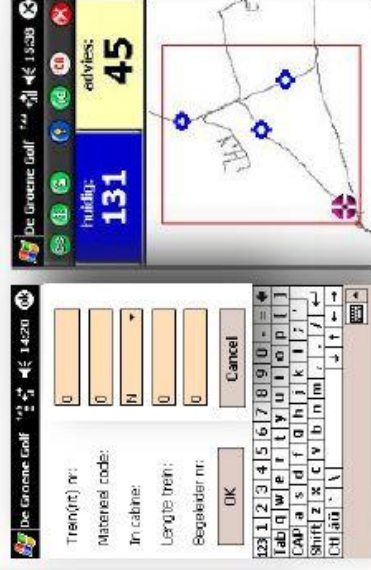 De Groene Golf 14:20 ok
Trein(rit) nr: 0
Materieel code: 0
In cabine: N
Lengte trein: 0
Begeleider nr: 0
OK Cancel
123 1 2 3 4 5 6 7 8 9 0 - =
Tab q w e r t y u i o p [ ]
CAP a s d f g h j k l ; '
Shift z x c v b n m , . /
Ctl áü ` \
De Groene Golf 15:38
huidig: advies:
131 45